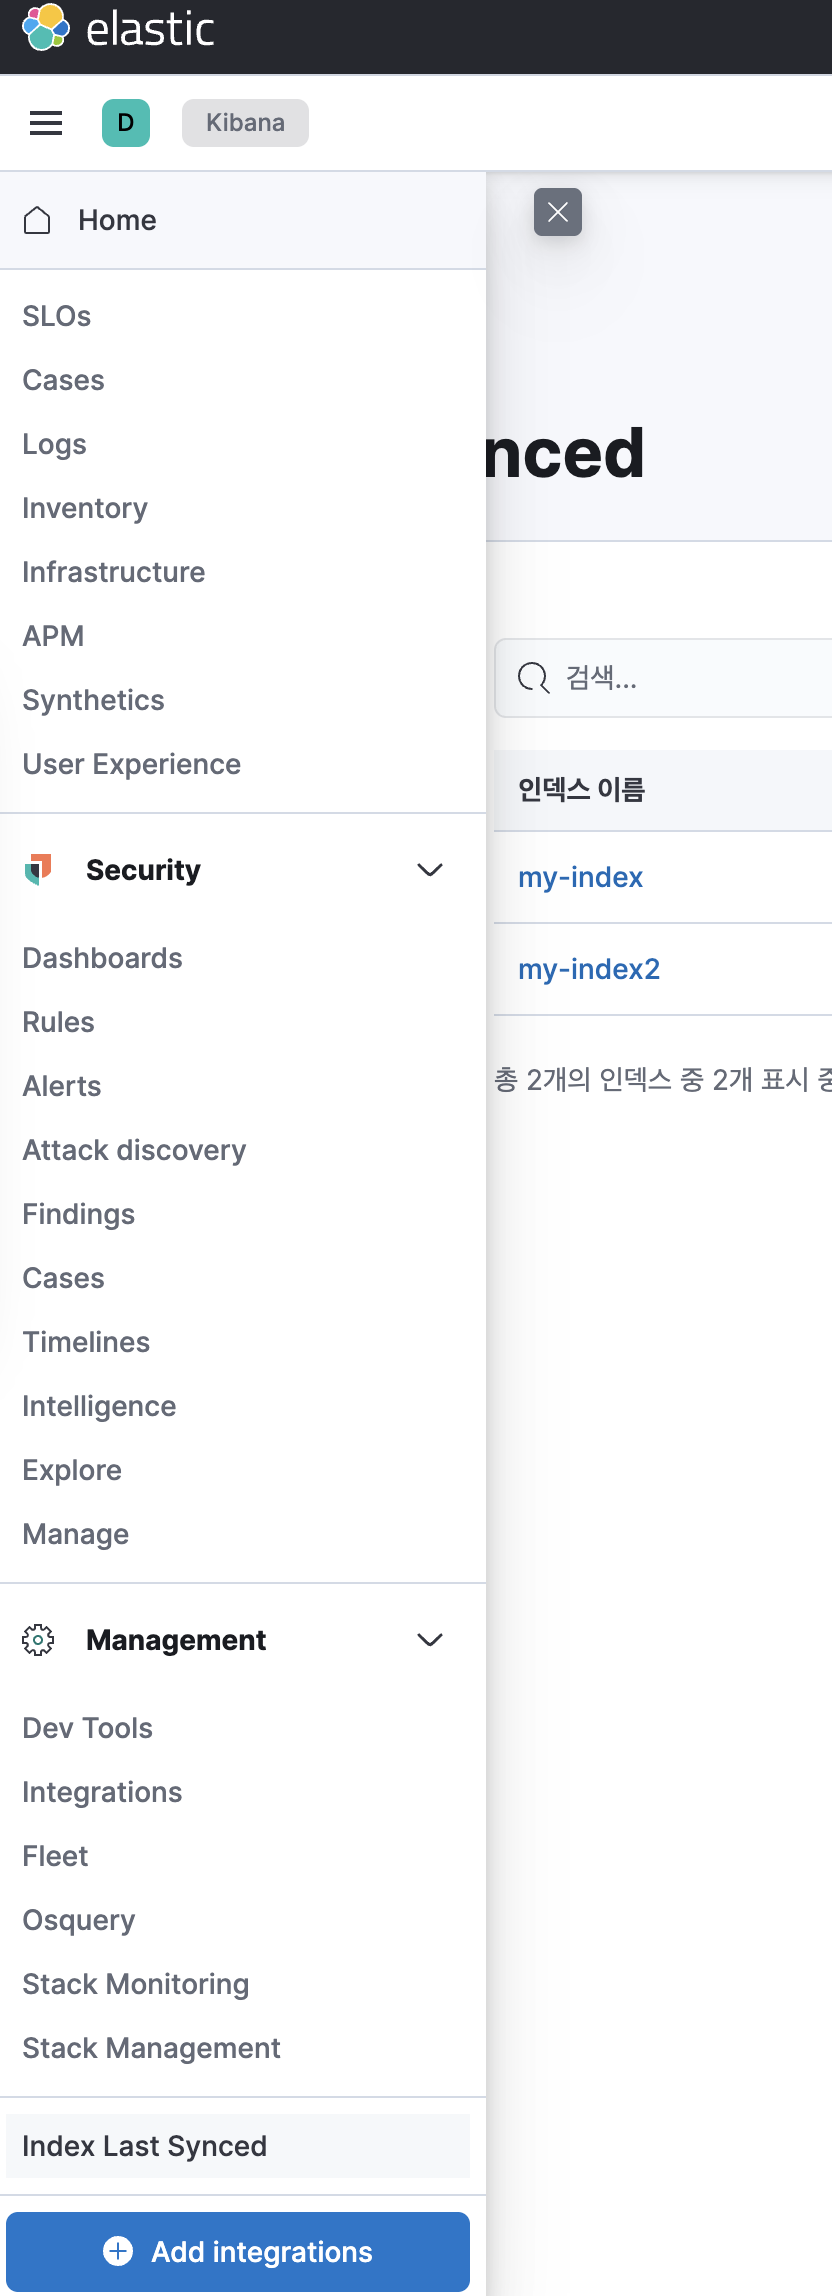 elastic
D
Kibana
Home
SLOs
Cases
Logs
Inventory
Infrastructure
APM
Synthetics
User Experience
Security
Dashboards
Rules
Alerts
Attack discovery
Findings
Cases
Timelines
Intelligence
Explore
Manage
Management
Dev Tools
Integrations
Fleet
Osquery
Stack Monitoring
Stack Management
Index Last Synced
Add integrations
nced
검색...
인덱스 이름
my-index
my-index2
총 2개의 인덱스 중 2개 표시 중